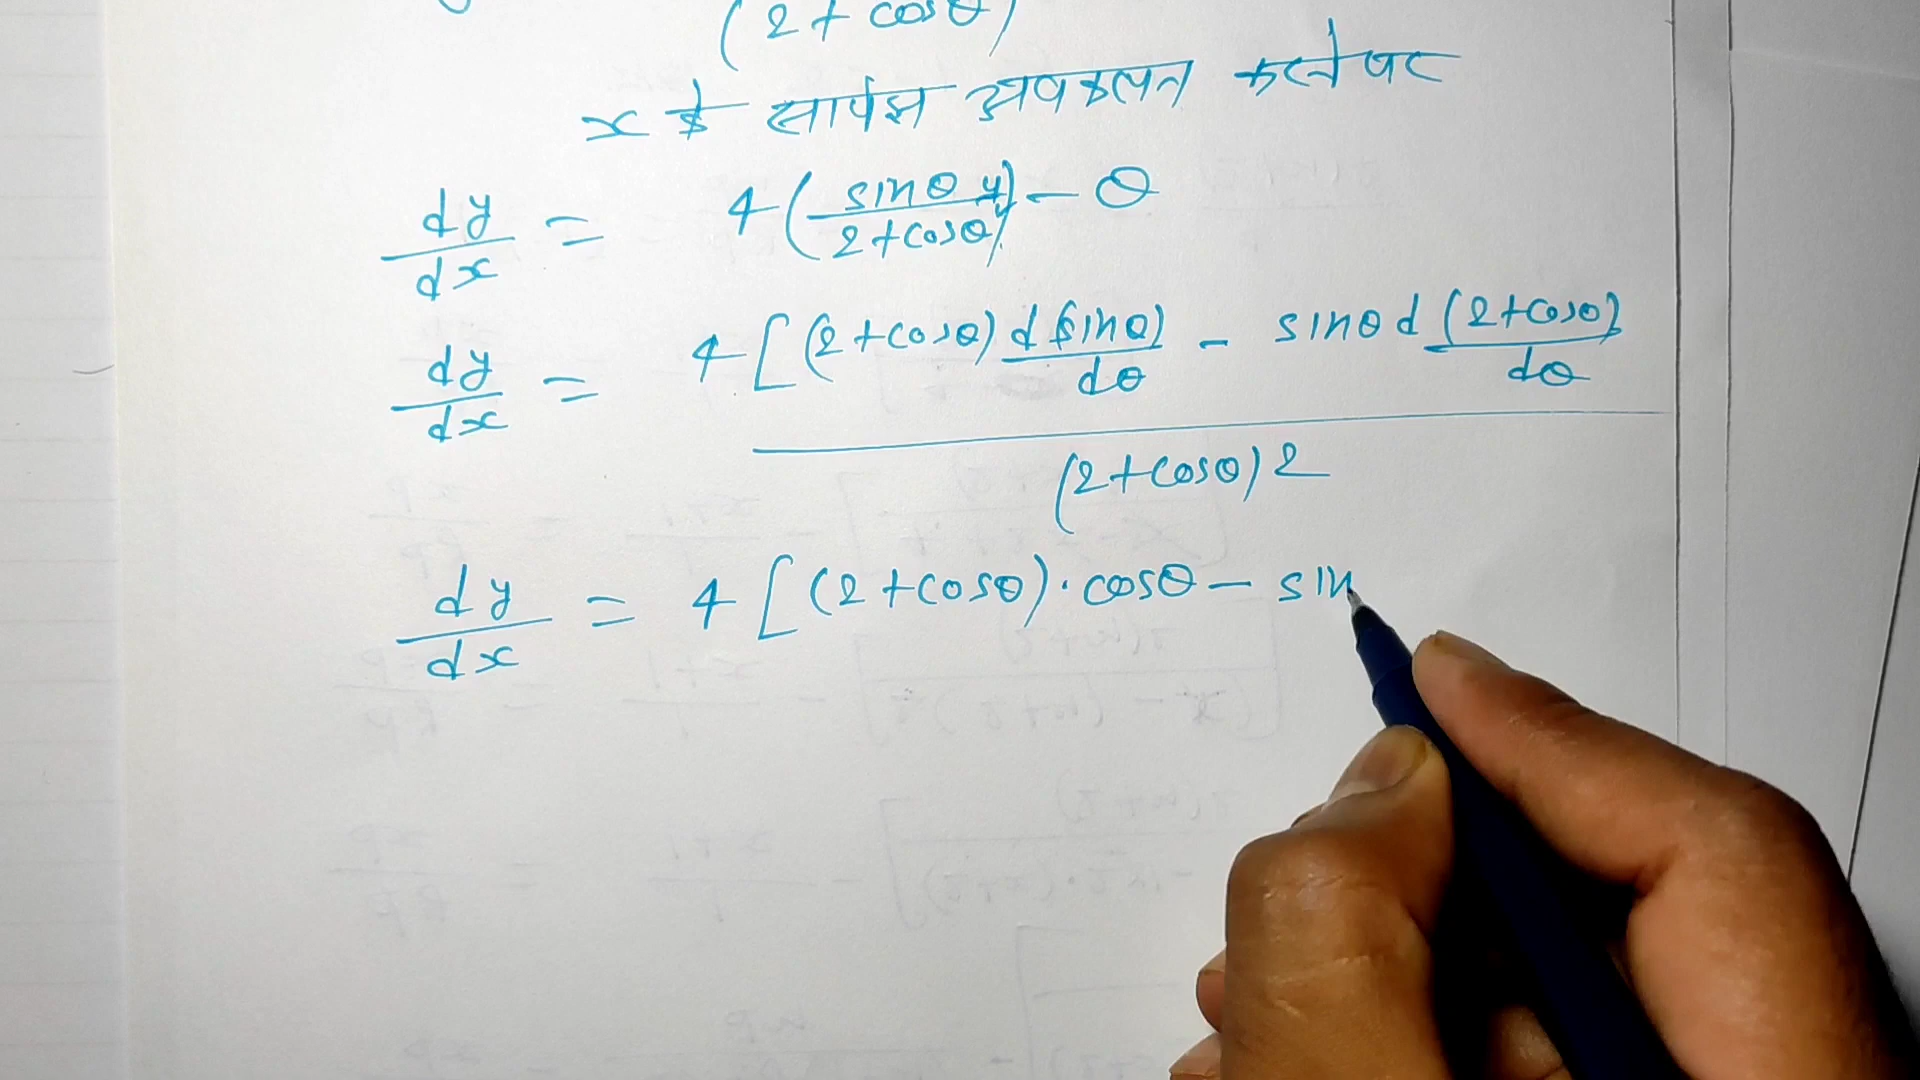 (2+cosθ)
x के सापेक्ष अवकलन करने पर
dy/dx = 4(sinθ/2+cosθ) - θ
dy/dx = 4[(2+cosθ) d(sinθ)/dθ - sinθ d(2+cosθ)/dθ
(2+cosθ)2
dy/dx = 4[(2+cosθ)·cosθ - sin